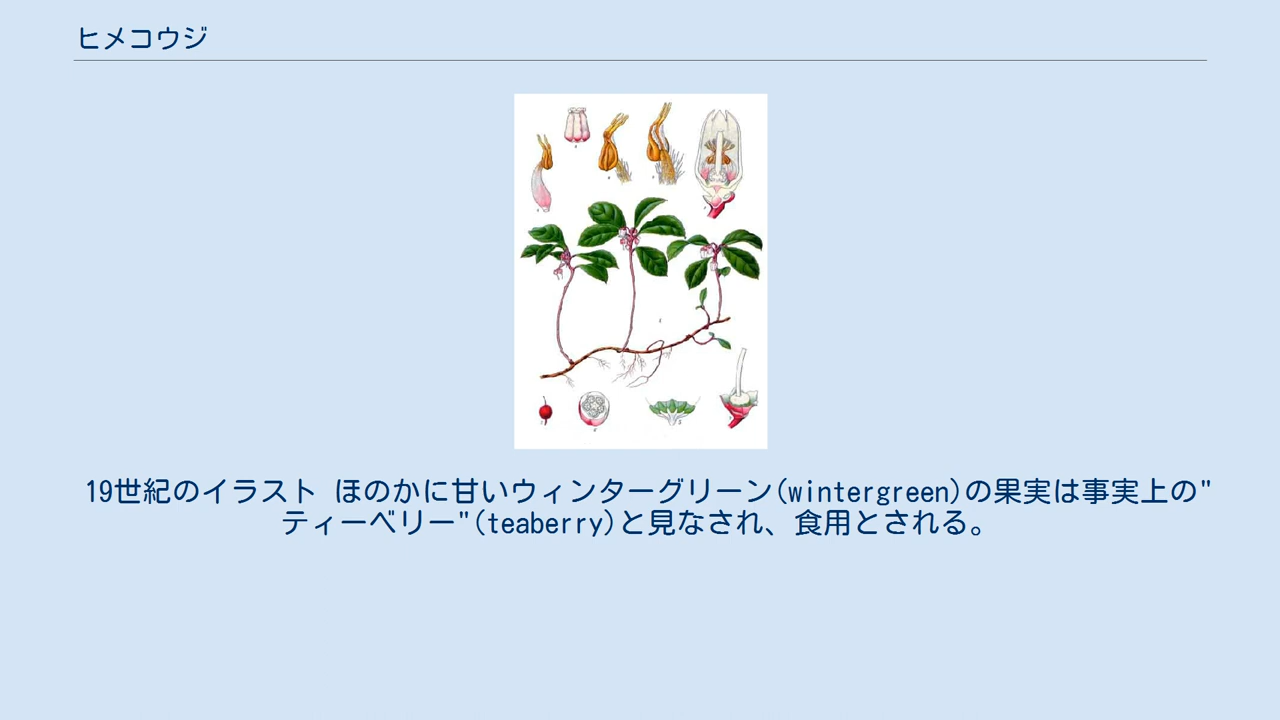 ヒメコウジ
19世紀のイラスト ほのかに甘いウィンターグリーン(wintergreen)の果実は事実上の"
ティーベリー"(teaberry)と見なされ、食用とされる。